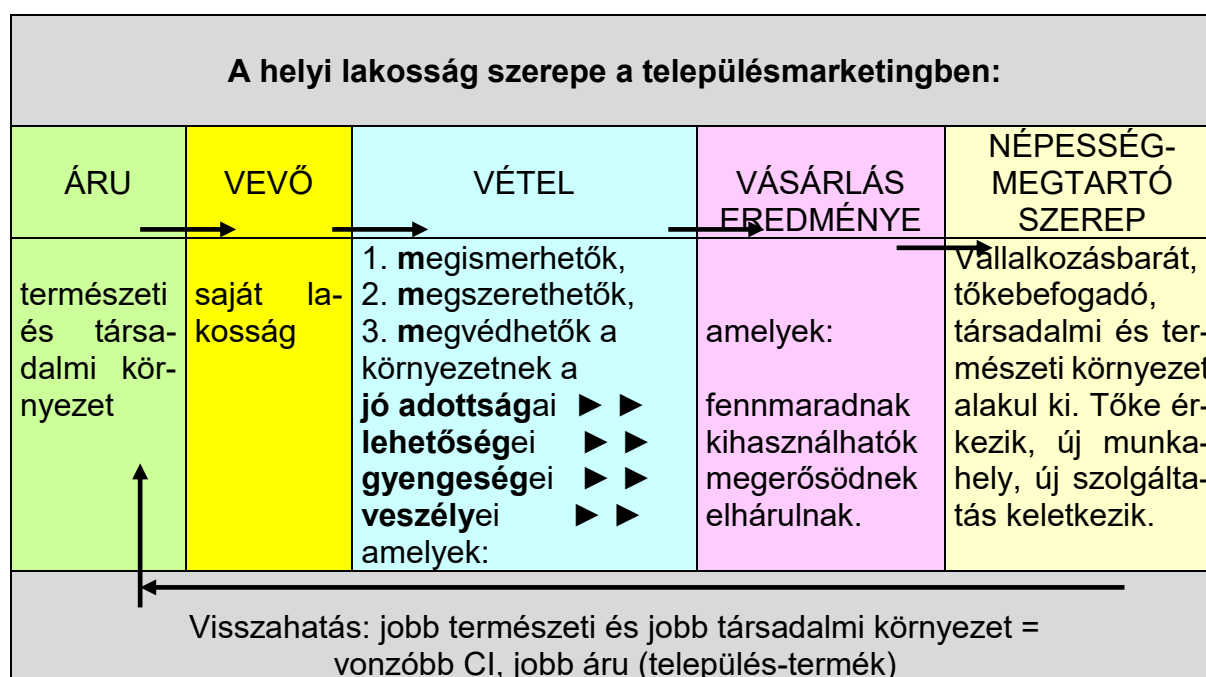 A helyi lakosság szerepe a településmarketingben:
ÁRU
VEVŐ
VÉTEL
VÁSÁRLÁS
EREDMÉNYE
NÉPESSÉG-
MEGTARTÓ
SZEREP
természeti
és társa-
dalmi kör-
nyezet
saját la-
kosság
1. megismerhetők,
2. megszerethetők,
3. megvédhetők a
környezetnek a
jó adottságai ► ►
lehetőségei ► ►
gyengeségei ► ►
veszélyei ► ►
amelyek:
amelyek:
fennmaradnak
kihasználhatók
megerősödnek
elhárulnak.
Vállalkozásbarát,
tőkebefogadó,
társadalmi és ter-
mészeti környezet
alakul ki. Tőke ér-
kezik, új munka-
hely, új szolgálta-
tás keletkezik.
Visszahatás: jobb természeti és jobb társadalmi környezet =
vonzóbb CI, jobb áru (település-termék)